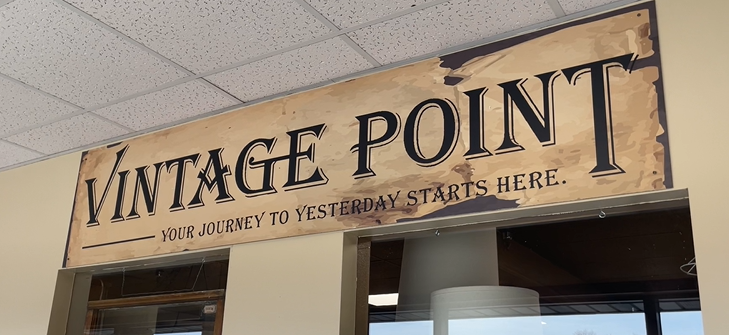 VINTAGE POINT
YOUR JOURNEY TO YESTERDAY STARTS HERE.